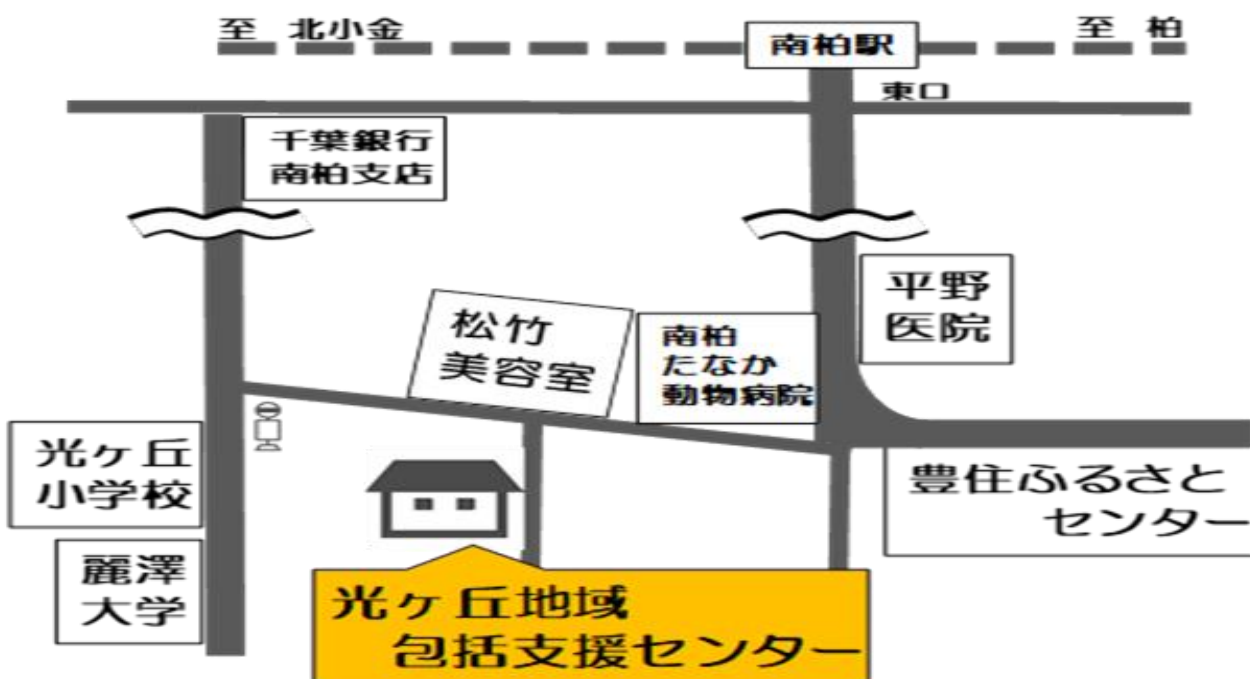 至 北小金
南柏駅
至 柏
東口
千葉銀行
南柏支店
平野
医院
松竹
美容室
南柏
たなか
動物病院
光ヶ丘
小学校
豊住ふるさと
センター
麗澤
大学
光ヶ丘地域
包括支援センター